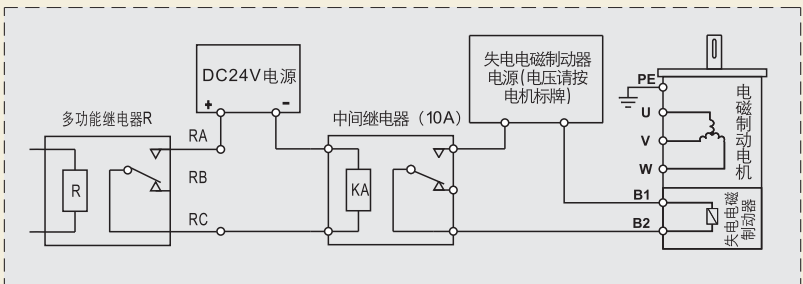 DC24V电源
+
-
失电电磁制动器
电源(电压请按
电机标牌)
多功能继电器R
中间继电器（10A）
RA
RB
RC
R
KA
PE
U
V
W
B1
B2
电磁制动电机
失电电磁
制动器